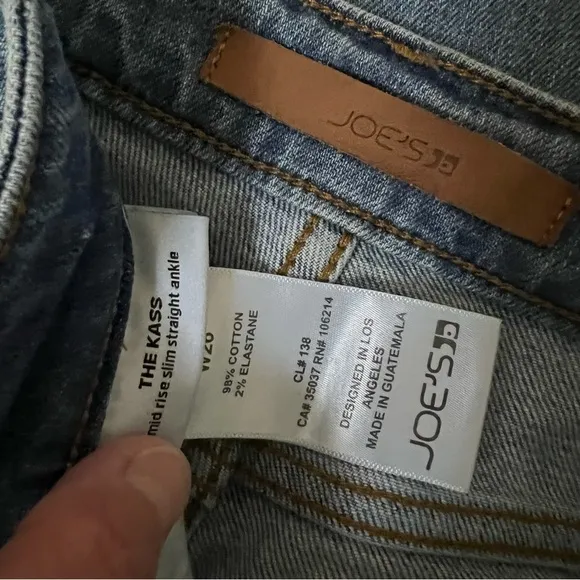 JOE'S
THE KASS
mid rise slim straight ankle
W26
98% COTTON
2% ELASTANE
CL# 138
CA# 35037 RN# 106214
DESIGNED IN LOS
ANGELES
MADE IN GUATEMALA
JOE'S